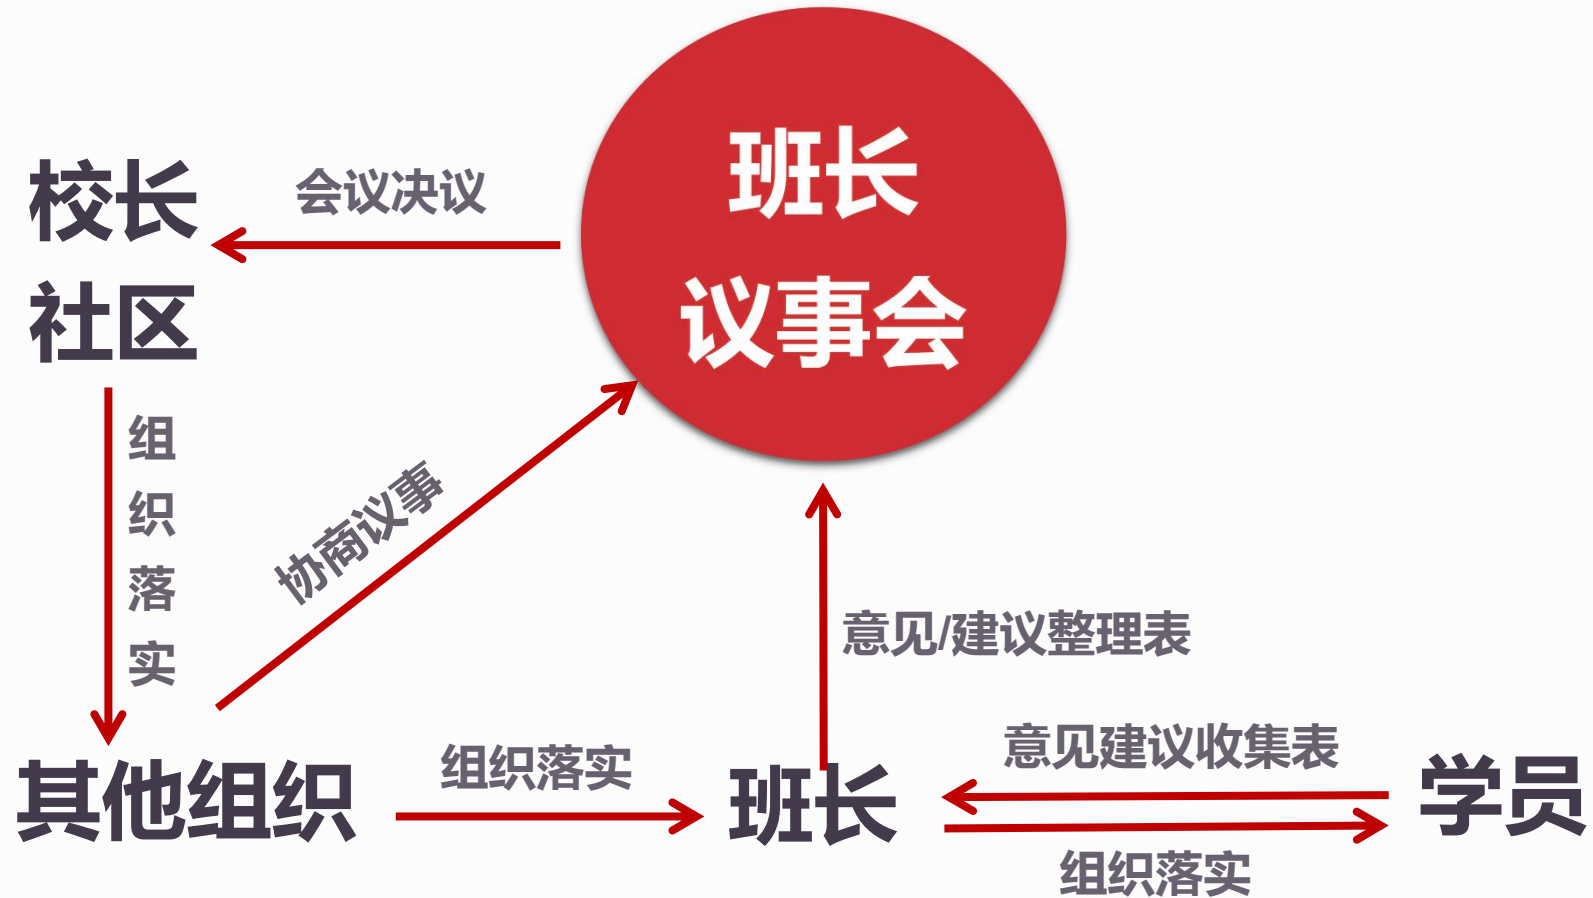 班长
议事会
校长
社区
会议决议
组
织
落
实
协商议事
意见/建议整理表
其他组织
组织落实
班长
意见建议收集表
组织落实
学员